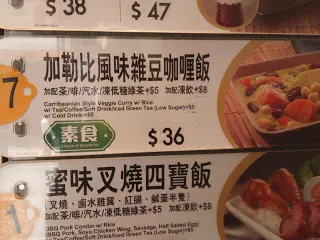 $ 38
$ 47
7
加勒比風味雜豆咖喱飯
加配茶/啡/汽水/凍低糖綠茶+$5 加配凍飲+$8
Carribeanian Style Veggie Curry w/ Rice
w/ Tea/Coffee/Soft Drink/Iced Green Tea (Low Sugar)+$5
w/ Cold Drink+$8
素食
$ 36
1
蜜味叉燒四寶飯
(叉燒、鹵水雞翼、紅腸、鹹蛋半隻)
加配茶/啡/汽水/凍低糖綠茶+$5 加配凍飲+$8
BBQ Pork Combo w/ Rice
(BBQ Pork, Soya Chicken Wing, Sausage, Half Salted Egg)
w/ Tea/Coffee/Soft Drink/Iced Green Tea (Low Sugar)+$5